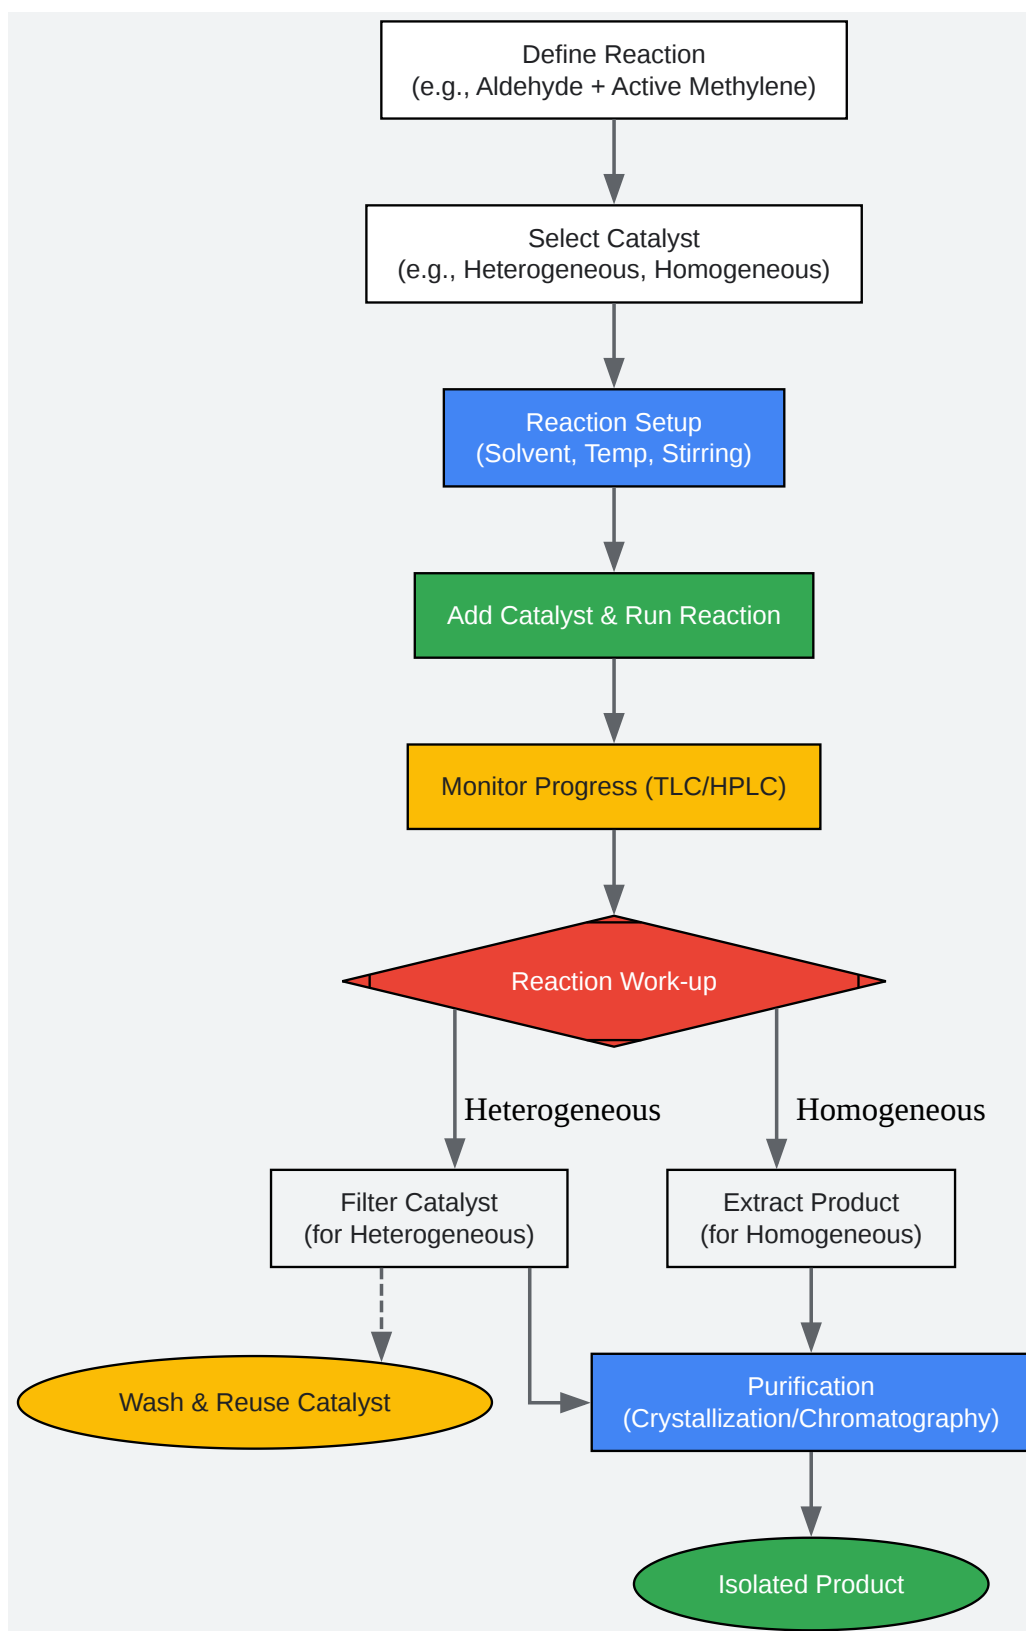 Define Reaction
(e.g., Aldehyde + Active Methylene)
Select Catalyst
(e.g., Heterogeneous, Homogeneous)
Reaction Setup
(Solvent, Temp, Stirring)
Add Catalyst & Run Reaction
Monitor Progress (TLC/HPLC)
Reaction Work-up
Heterogeneous
Homogeneous
Filter Catalyst
(for Heterogeneous)
Extract Product
(for Homogeneous)
Wash & Reuse Catalyst
Purification
(Crystallization/Chromatography)
Isolated Product